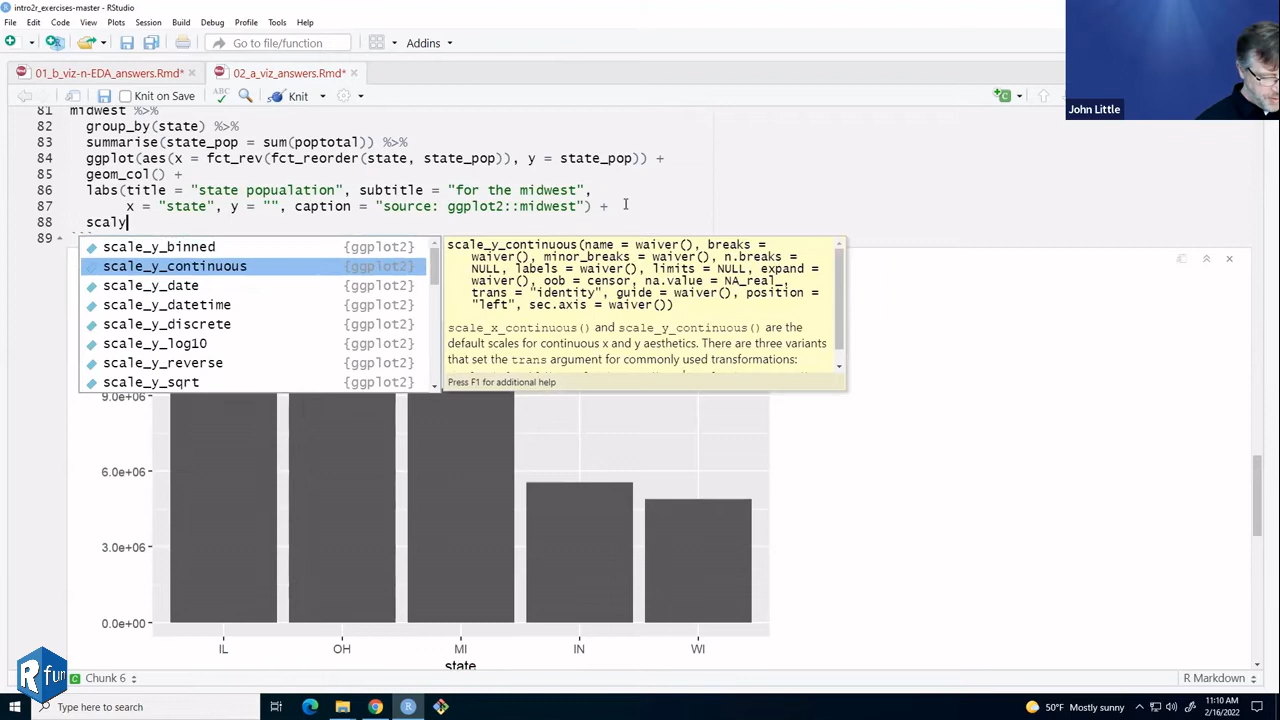 intro2r_exercises-master - RStudio
File Edit Code View Plots Session Build Debug Profile Tools Help
Go to file/function Addins
01_b_viz-n-EDA_answers.Rmd* 02_a_viz_answers.Rmd*
Knit on Save ABC Knit
John Little
81 midwest %>%
82 group_by(state) %>%
83 summarise(state_pop = sum(poptotal)) %>%
84 ggplot(aes(x = fct_rev(fct_reorder(state, state_pop)), y = state_pop)) +
85 geom_col() +
86 labs(title = "state popualation", subtitle = "for the midwest",
87 x = "state", y = "", caption = "source: ggplot2::midwest") +
88 scaly
89
scale_y_binned {ggplot2}
scale_y_continuous {ggplot2}
scale_y_date {ggplot2}
scale_y_datetime {ggplot2}
scale_y_discrete {ggplot2}
scale_y_log10 {ggplot2}
scale_y_reverse {ggplot2}
scale_y_sqrt {ggplot2}
scale_y_continuous(name = waiver(), breaks =
waiver(), minor_breaks = waiver(), n.breaks =
NULL, labels = waiver(), limits = NULL, expand =
waiver(), oob = censor, na.value = NA_real_,
trans = "identity", guide = waiver(), position =
"left", sec.axis = waiver())
scale_x_continuous() and scale_y_continuous() are the
default scales for continuous x and y aesthetics. There are three variants
that set the trans argument for commonly used transformations:
Press F1 for additional help
9.0e+06
6.0e+06
3.0e+06
0.0e+00
IL OH MI IN WI
state
R fun
Chunk 6 R Markdown
Type here to search
50°F Mostly sunny
11:10 AM
2/16/2022